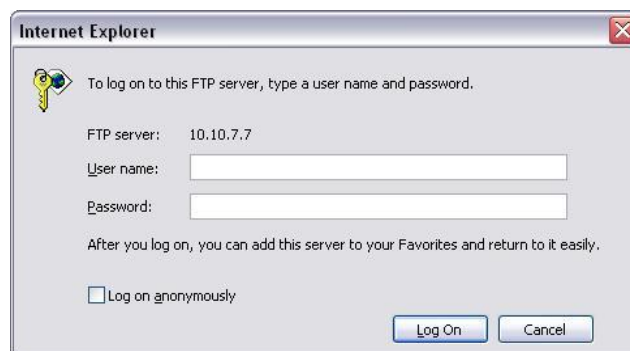 Internet Explorer
To log on to this FTP server, type a user name and password.
FTP server: 10.10.7.7
User name:
Password:
After you log on, you can add this server to your Favorites and return to it easily.
Log on anonymously
Log On Cancel